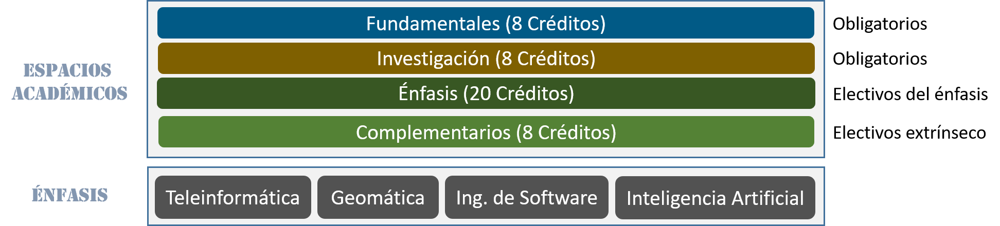 Fundamentales (8 Créditos) Obligatorios
Investigación (8 Créditos) Obligatorios
ESPACIOS
ACADÉMICOS
Énfasis (20 Créditos) Electivos del énfasis
Complementarios (8 Créditos) Electivos extrínseco
ÉNFASIS
Teleinformática Geomática Ing. de Software Inteligencia Artificial